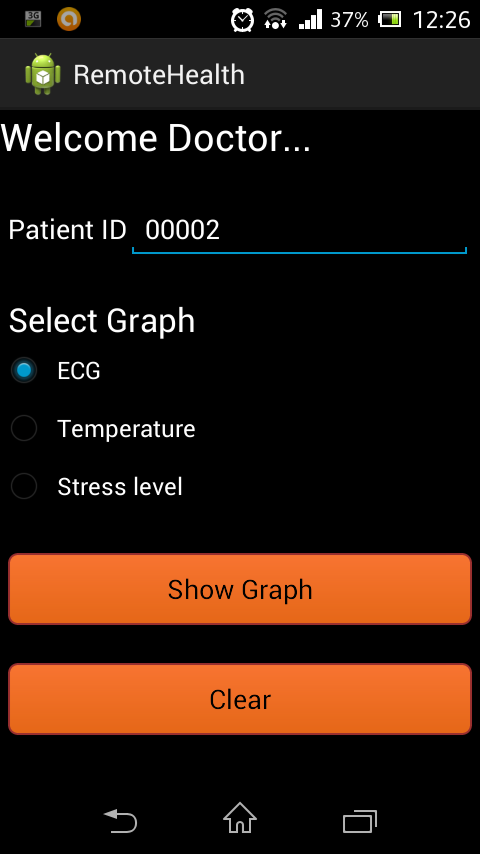 3G 37% 12:26
RemoteHealth
Welcome Doctor...
Patient ID 00002
Select Graph
ECG
Temperature
Stress level
Show Graph
Clear